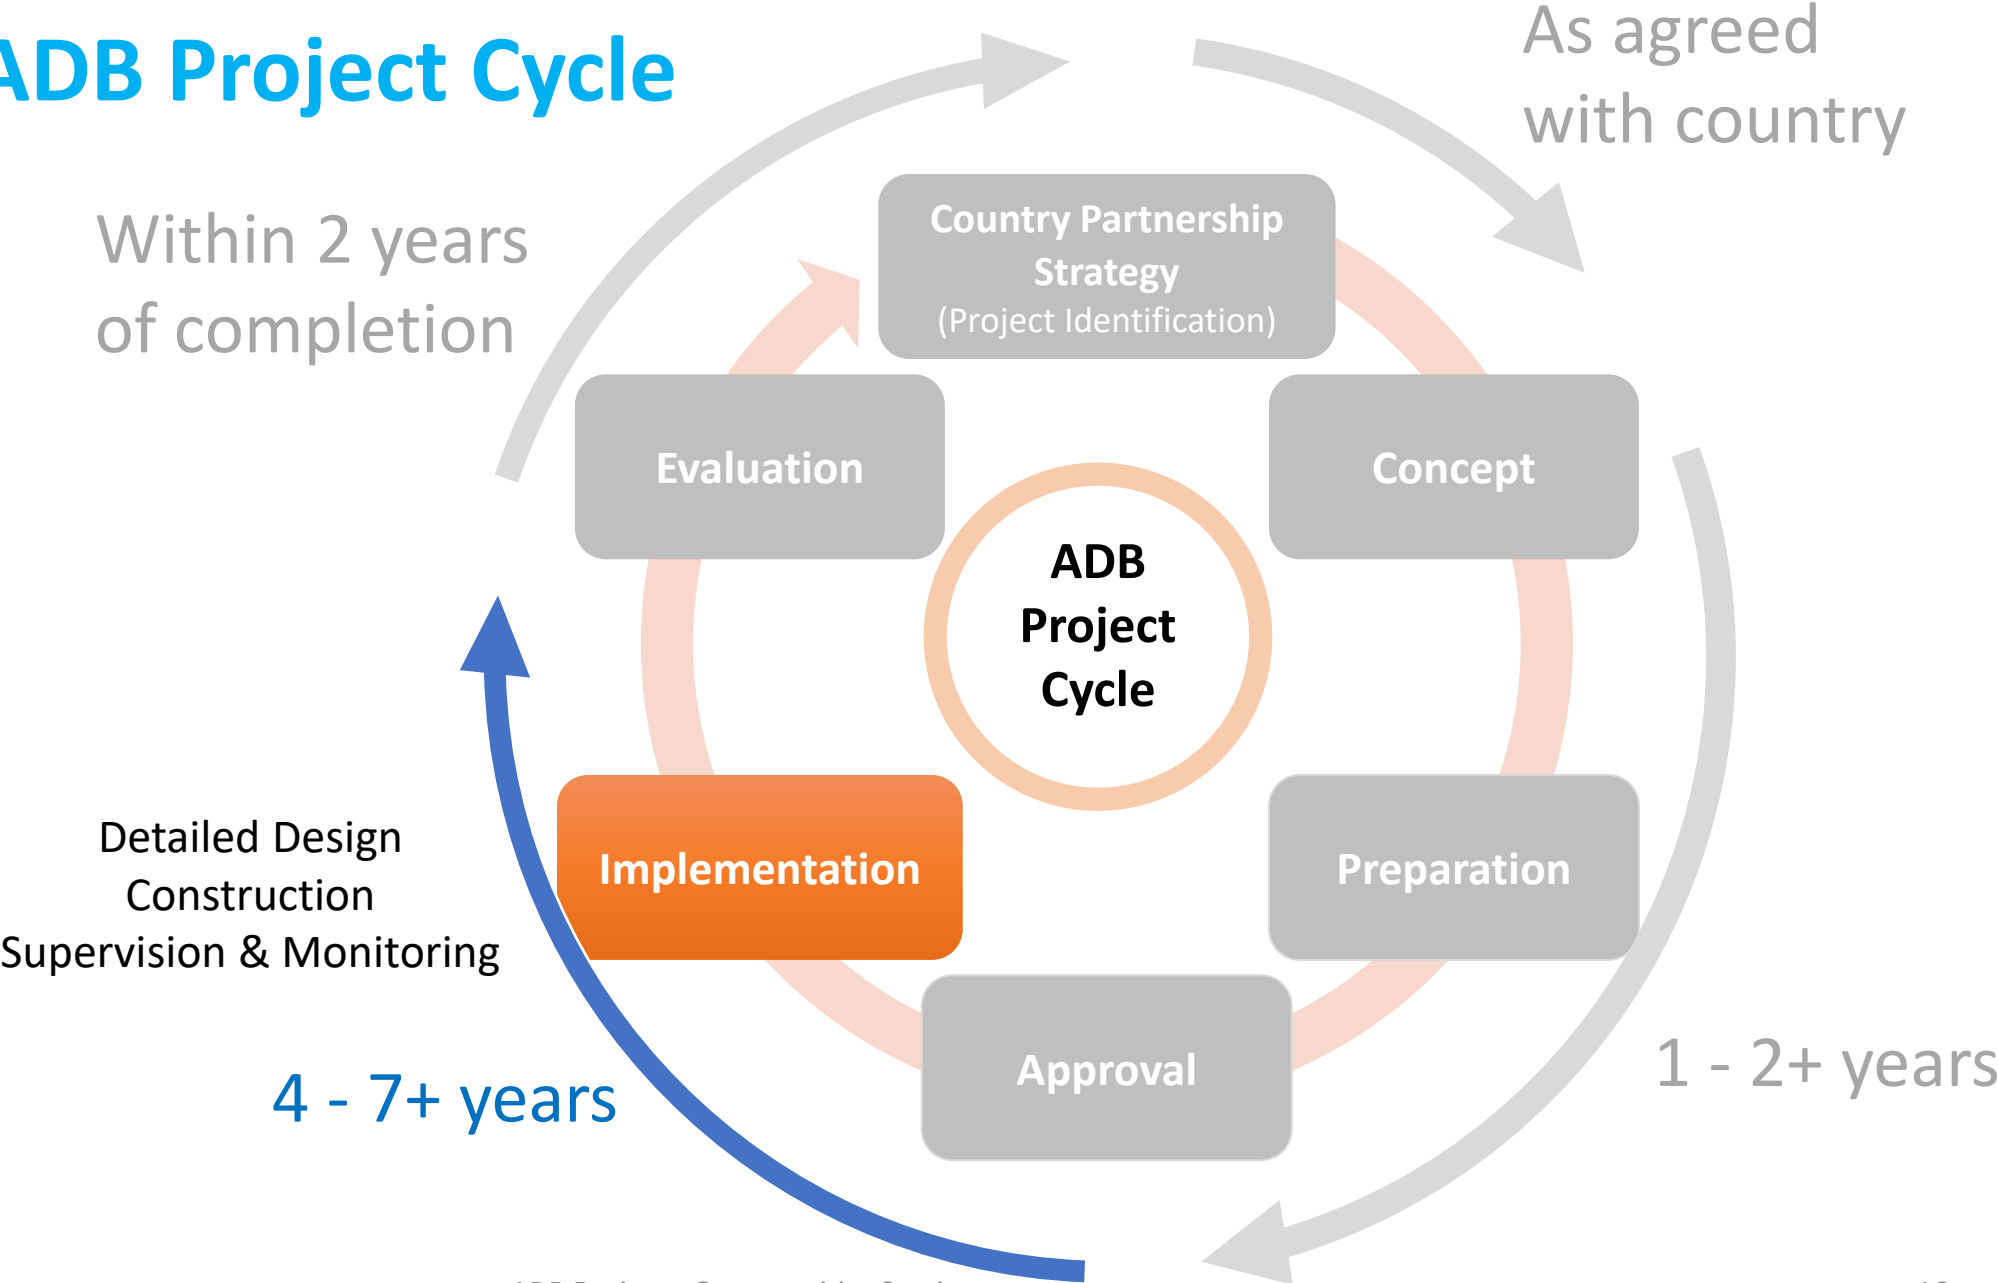 ADB Project Cycle
As agreed
with country
Within 2 years
of completion
Country Partnership
Strategy
(Project Identification)
Evaluation
Concept
ADB
Project
Cycle
Detailed Design
Construction
Supervision & Monitoring
Implementation
Preparation
Approval
4 - 7+ years
1 - 2+ years